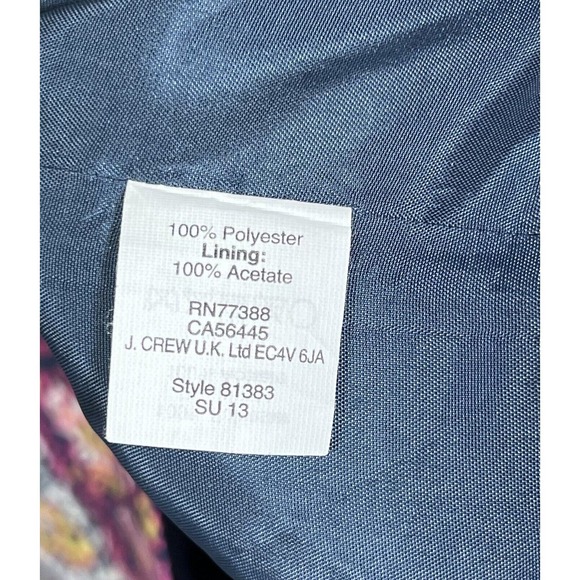 100% Polyester
Lining:
100% Acetate
RN77388
CA56445
J. CREW U.K. Ltd EC4V 6JA
Style 81383
SU 13